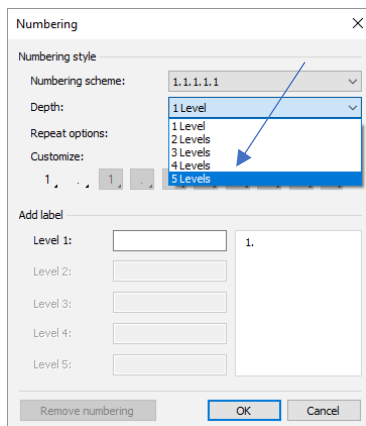 Numbering
Numbering style
Numbering scheme: 1.1.1.1.1
Depth: 1 Level
1 Level
Repeat options: 2 Levels
3 Levels
Customize: 4 Levels
1 . 1 . 5 Levels
Add label
Level 1: 1.
Level 2:
Level 3:
Level 4:
Level 5:
Remove numbering OK Cancel